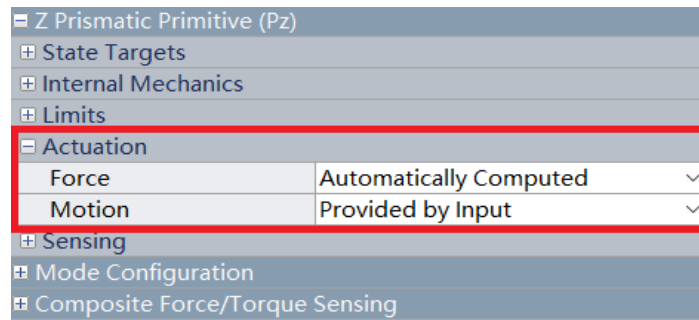 Z Prismatic Primitive (Pz)
State Targets
Internal Mechanics
Limits
Actuation
Force Automatically Computed
Motion Provided by Input
Sensing
Mode Configuration
Composite Force/Torque Sensing